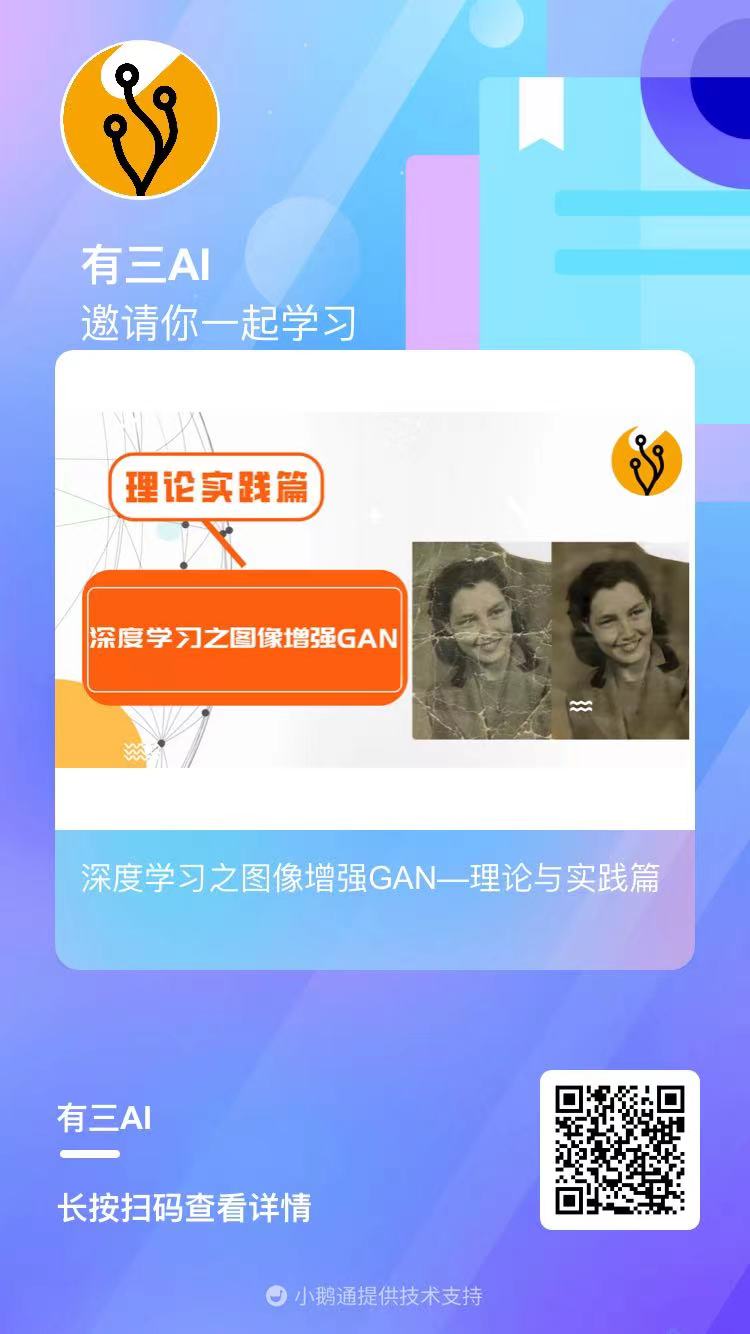 有三AI
邀请你一起学习
理论实践篇
深度学习之图像增强GAN
深度学习之图像增强GAN—理论与实践篇
有三AI
长按扫码查看详情
小鹅通提供技术支持